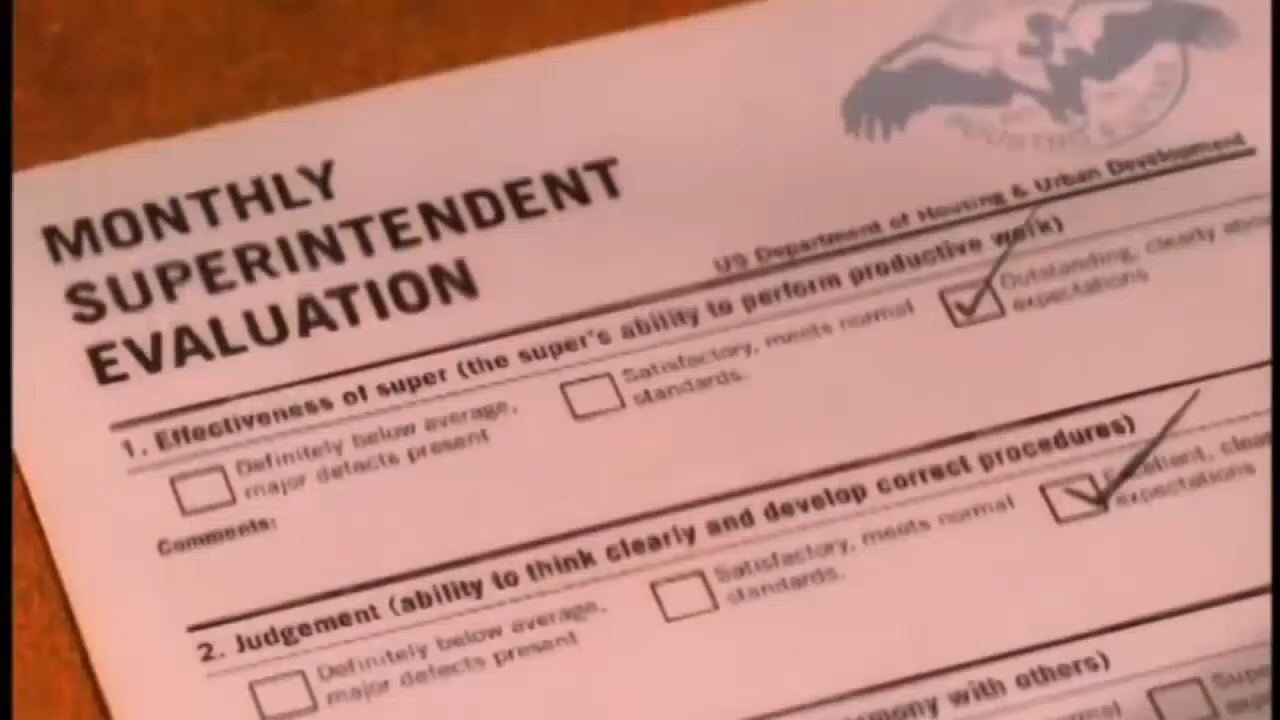 MONTHLY
SUPERINTENDENT
EVALUATION
US Department of Housing & Urban Development
1. Effectiveness of super (the super's ability to perform productive work)
Definitely below average,
major defects present
Satisfactory, meets normal
standards.
Outstanding, clearly
expectations
Comments:
2. Judgement (ability to think clearly and develop correct procedures)
Definitely below average,
major defects present
Satisfactory, meets normal
standards.
expectations
with others)
normal